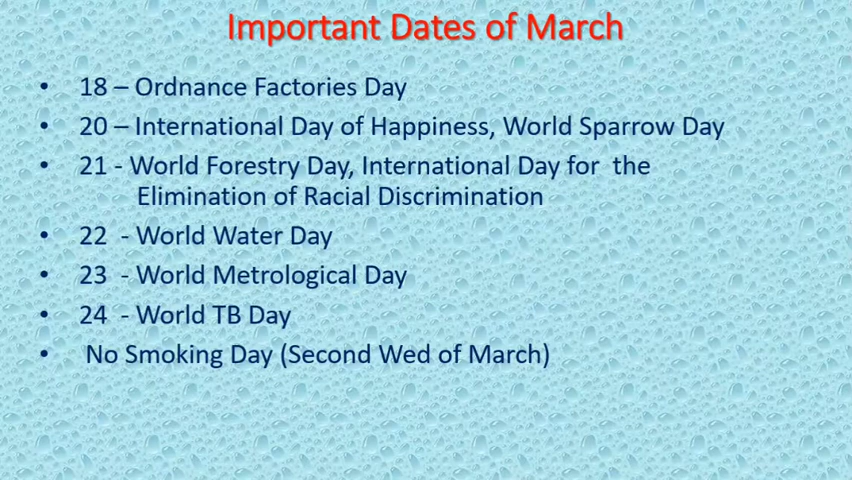 Important Dates of March
• 18 – Ordnance Factories Day
• 20 – International Day of Happiness, World Sparrow Day
• 21 - World Forestry Day, International Day for the
Elimination of Racial Discrimination
• 22 - World Water Day
• 23 - World Metrological Day
• 24 - World TB Day
• No Smoking Day (Second Wed of March)